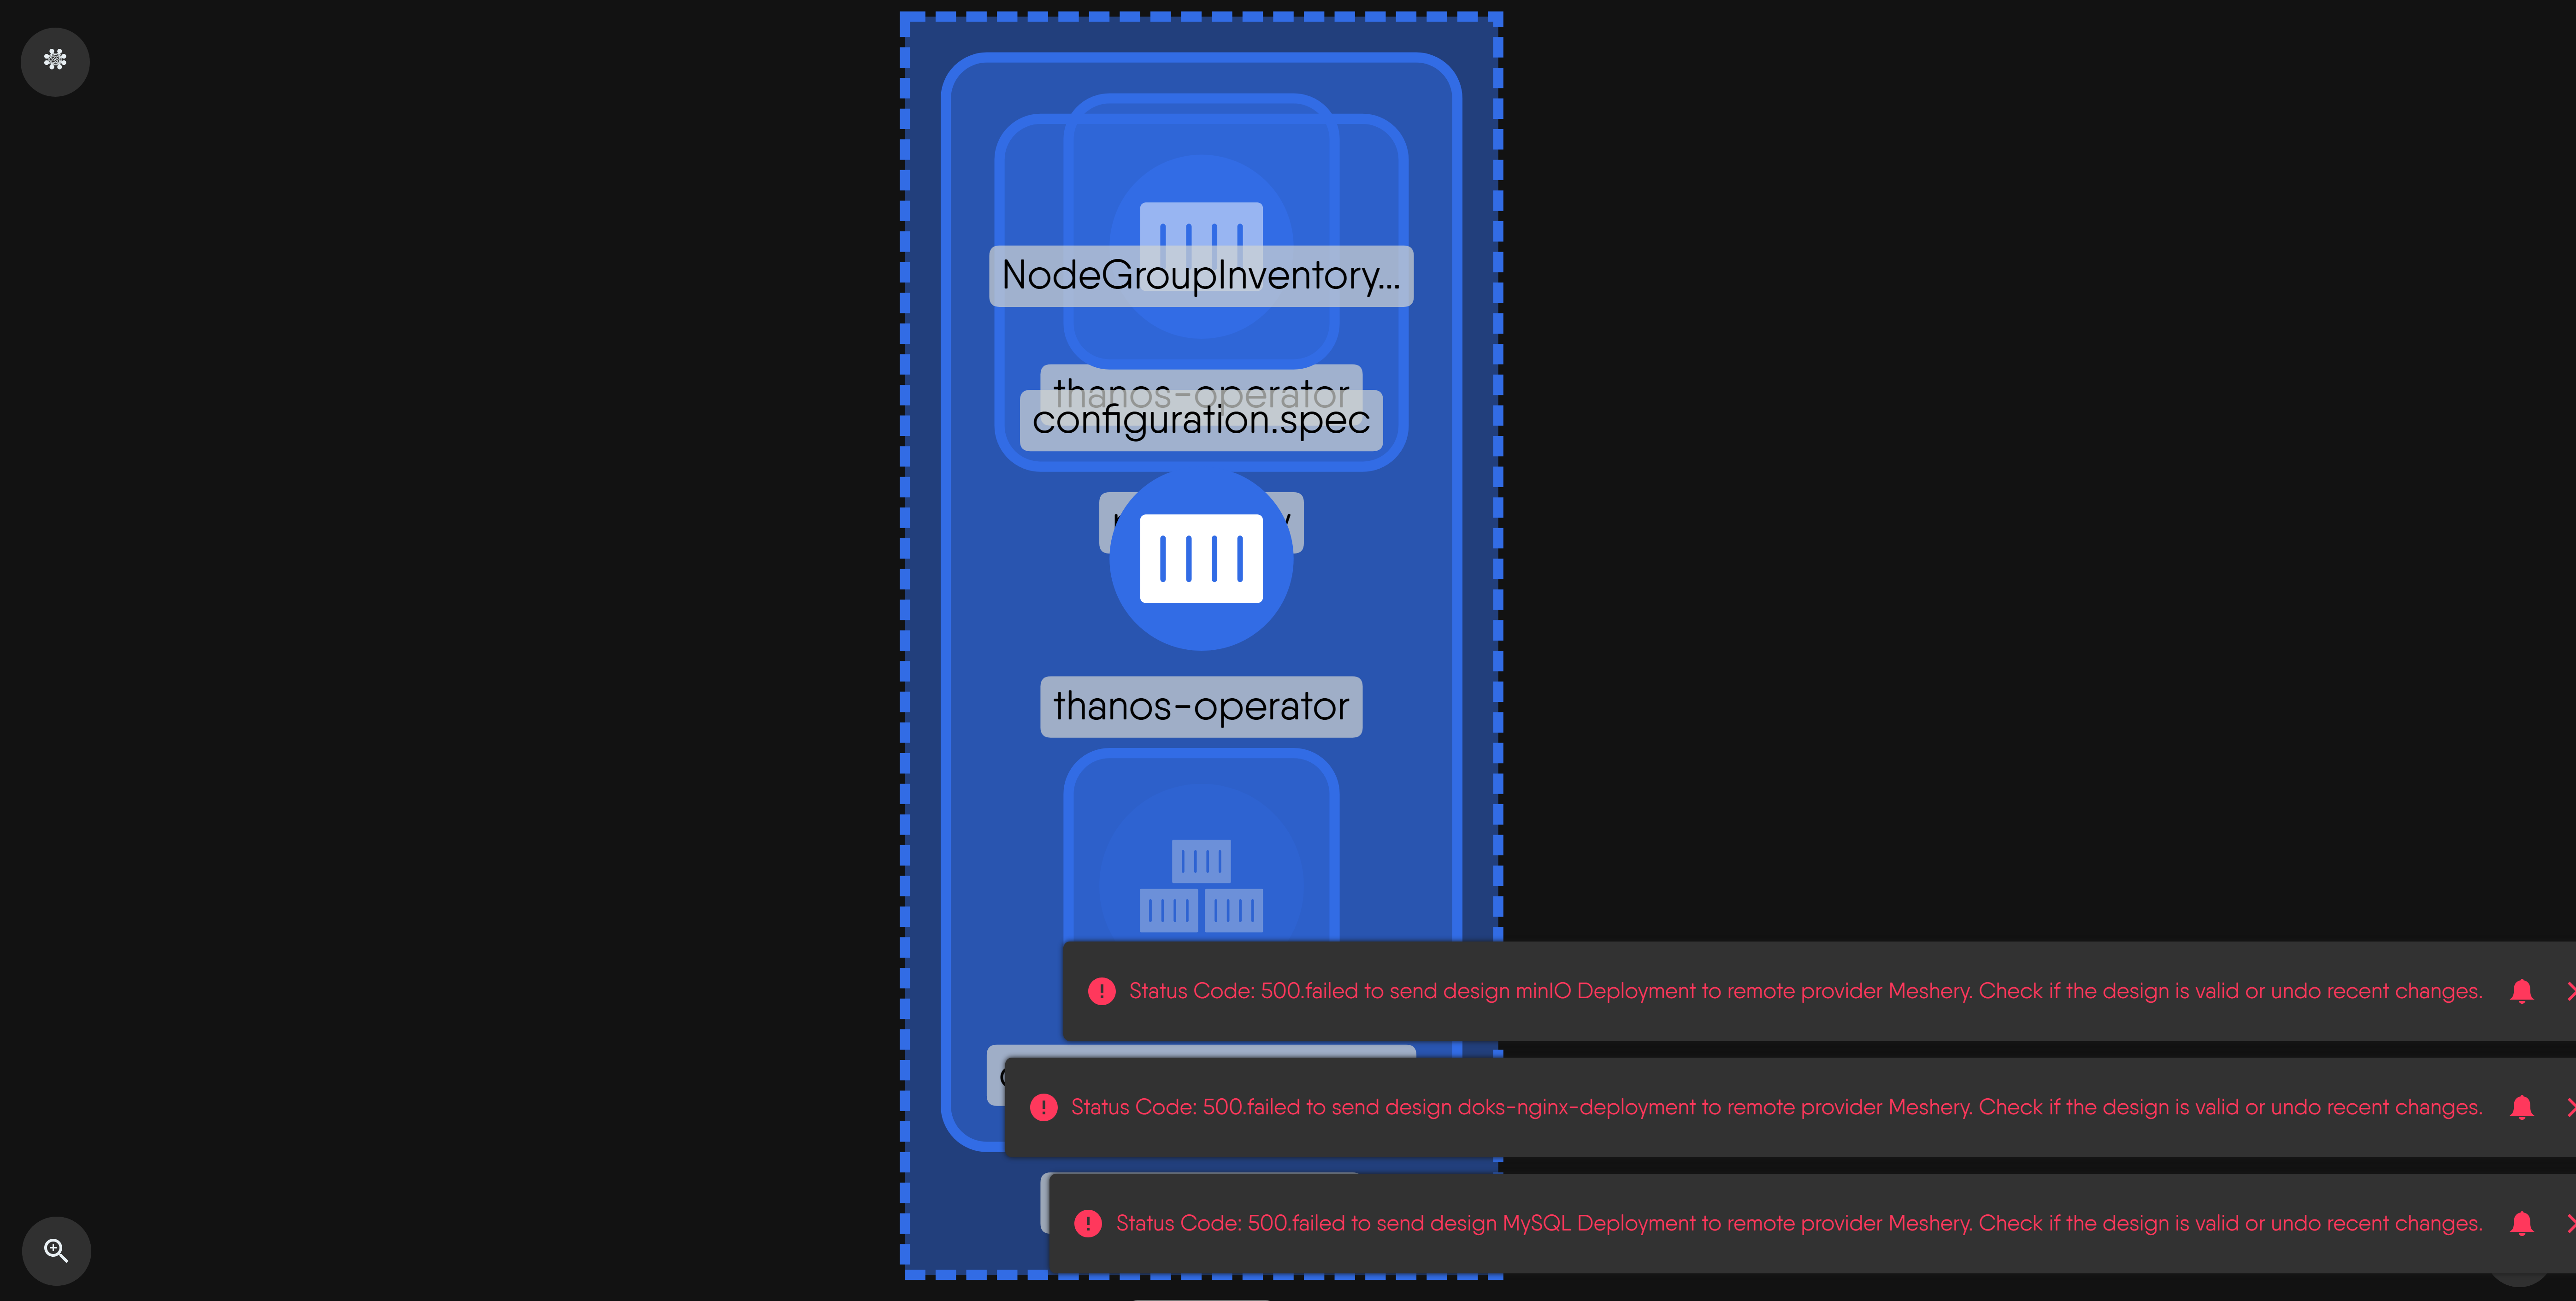 NodeGroupInventory...
thanos-operator
configuration.spec
thanos-operator
Status Code: 500.failed to send design minIO Deployment to remote provider Meshery. Check if the design is valid or undo recent changes.
Status Code: 500.failed to send design doks-nginx-deployment to remote provider Meshery. Check if the design is valid or undo recent changes.
Status Code: 500.failed to send design MySQL Deployment to remote provider Meshery. Check if the design is valid or undo recent changes.